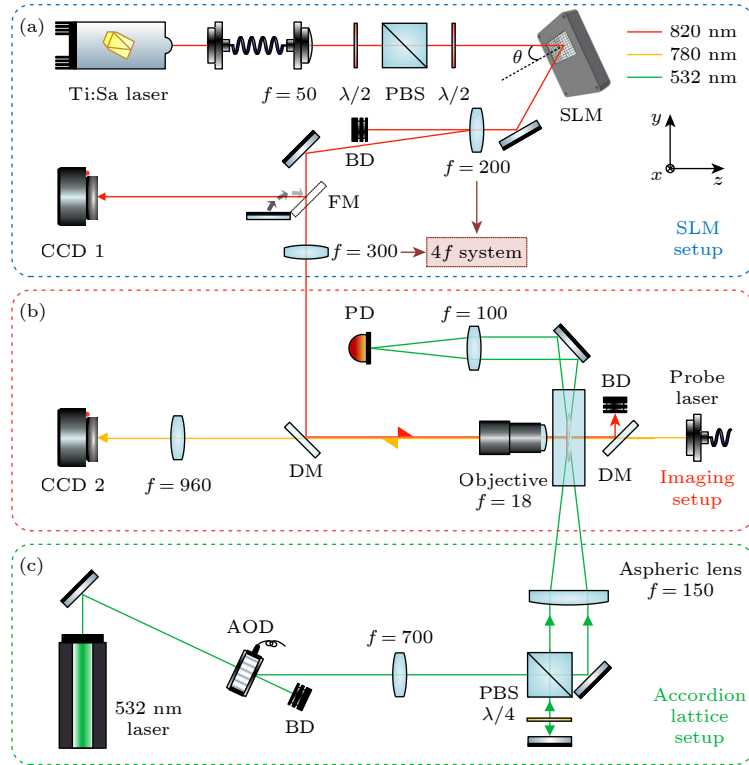 (a)
820 nm
780 nm
532 nm
θ
Ti:Sa laser
f = 50
λ/2
PBS
λ/2
SLM
BD
f = 200
y
x
z
FM
CCD 1
f = 300
4f system
SLM
setup
(b)
PD
f = 100
BD
Probe
laser
CCD 2
f = 960
DM
Objective
f = 18
DM
Imaging
setup
(c)
Aspheric lens
f = 150
AOD
f = 700
PBS
λ/4
532 nm
laser
BD
Accordion
lattice
setup